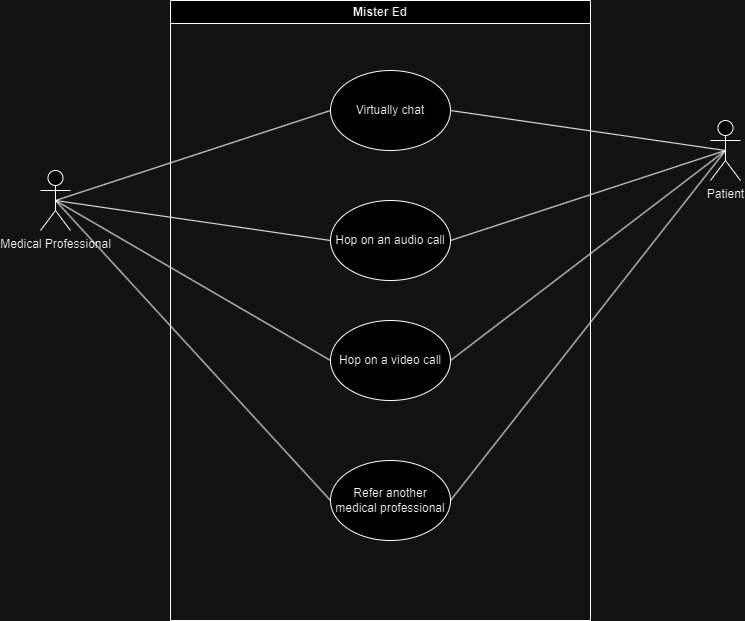 Mister Ed
Virtually chat
Patient
Hop on an audio call
Medical Professional
Hop on a video call
Refer another
medical professional